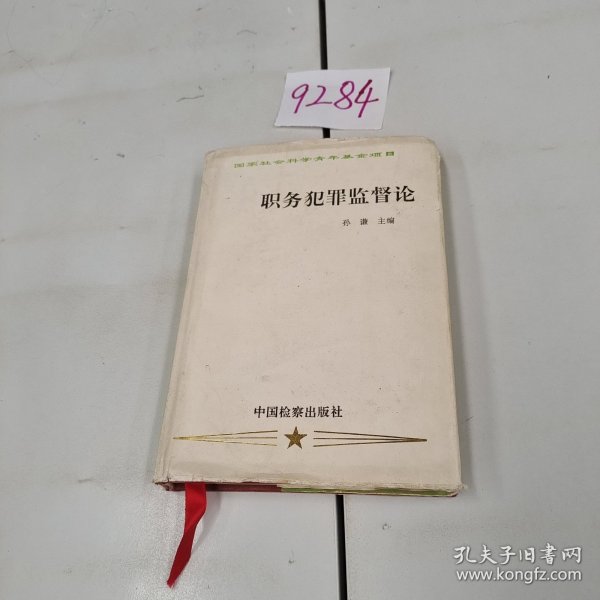 9284
国家社会科学青年基金项目
职务犯罪监督论
孙谦 主编
中国检察出版社
孔夫子旧书网
www.kongfz.com